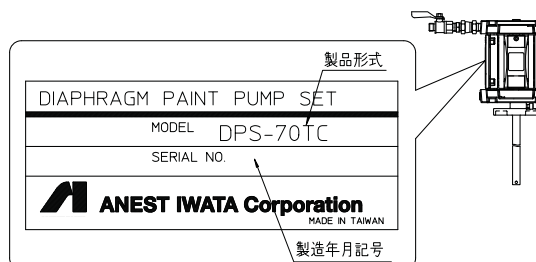 製品形式
DIAPHRAGM PAINT PUMP SET
MODEL DPS-70TC
SERIAL NO.
ANEST IWATA Corporation
MADE IN TAIWAN
製造年月記号